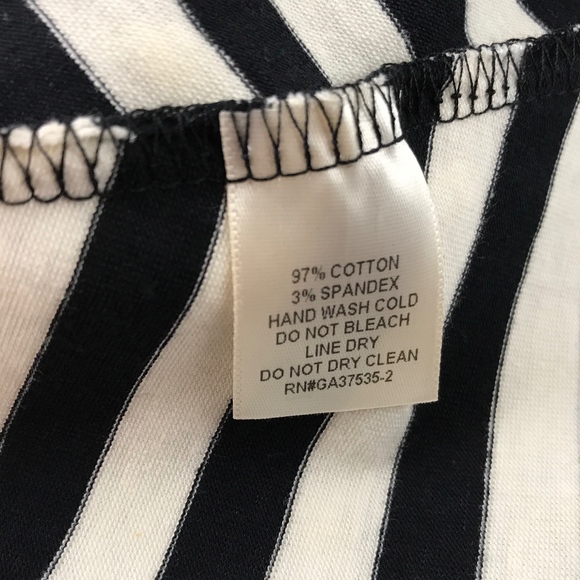 97% COTTON
3% SPANDEX
HAND WASH COLD
DO NOT BLEACH
LINE DRY
DO NOT DRY CLEAN
RN#GA37535-2